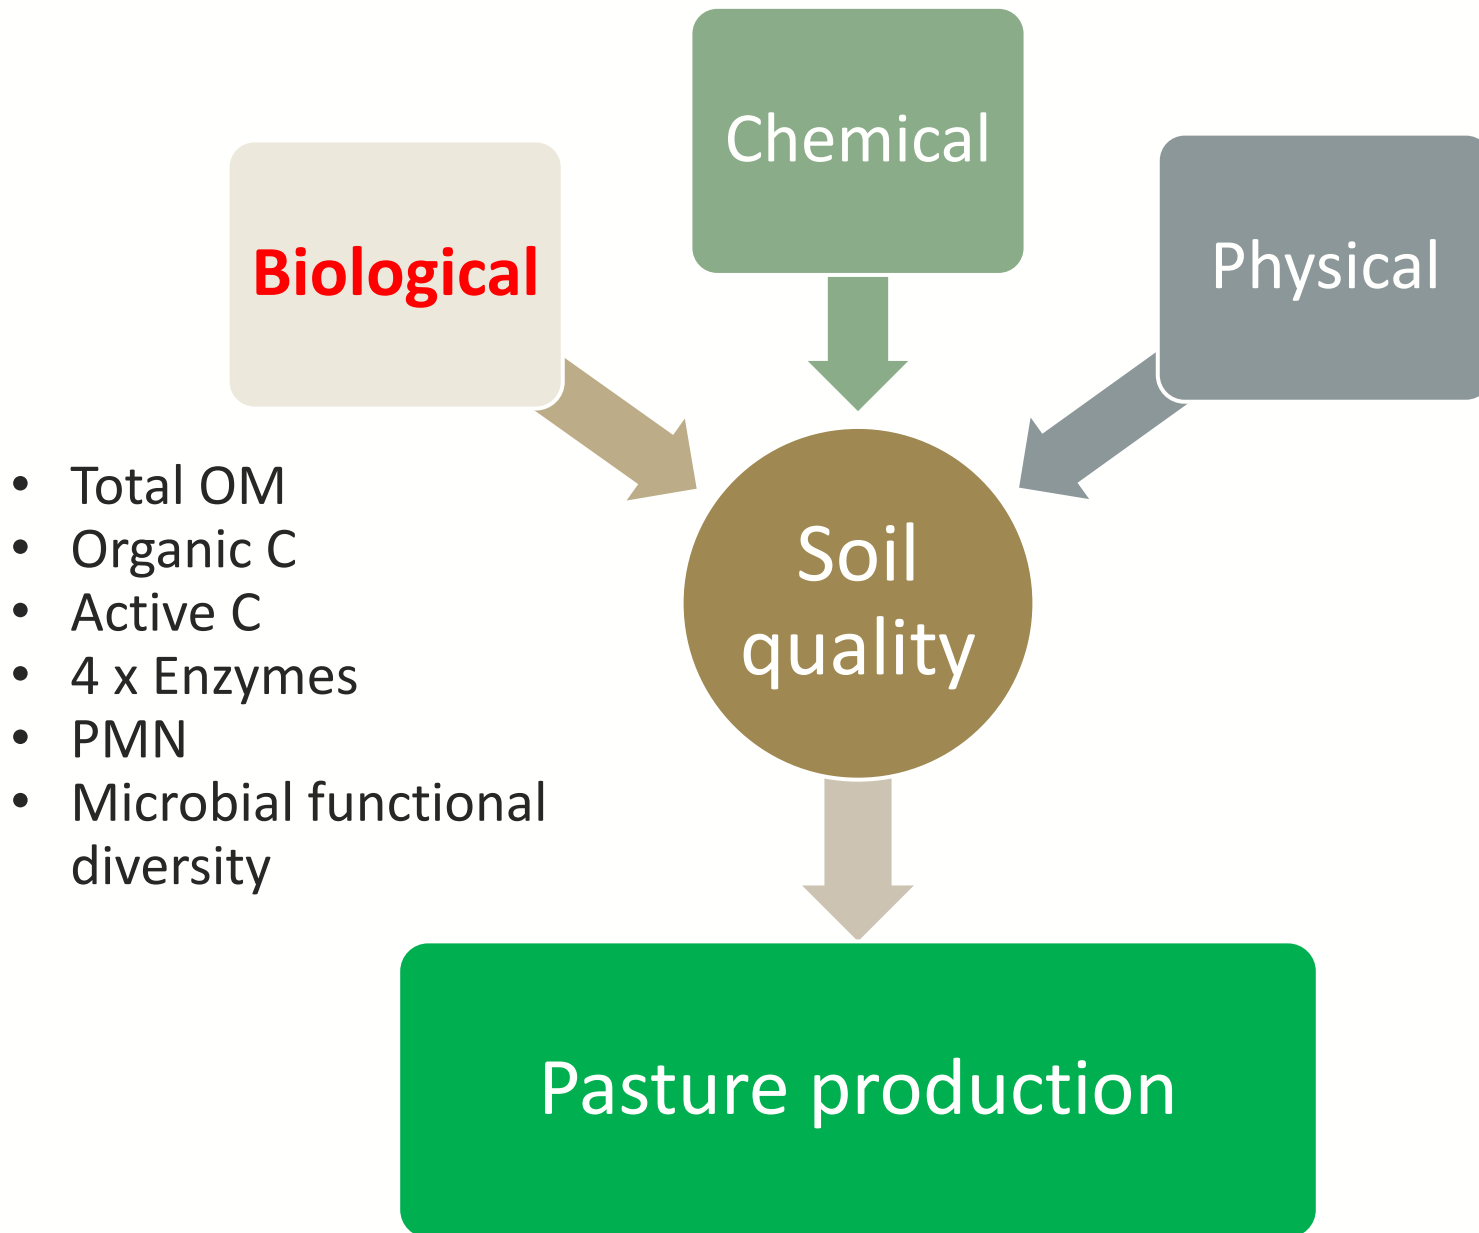 Chemical
Biological
Physical
• Total OM
• Organic C
• Active C
• 4 x Enzymes
• PMN
• Microbial functional
diversity
Soil
quality
Pasture production